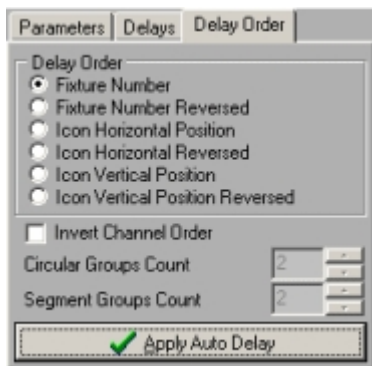 Parameters Delays Delay Order
Delay Order
Fixture Number
Fixture Number Reversed
Icon Horizontal Position
Icon Horizontal Reversed
Icon Vertical Position
Icon Vertical Position Reversed
Invert Channel Order
Circular Groups Count 2
Segment Groups Count 2
Apply Auto Delay